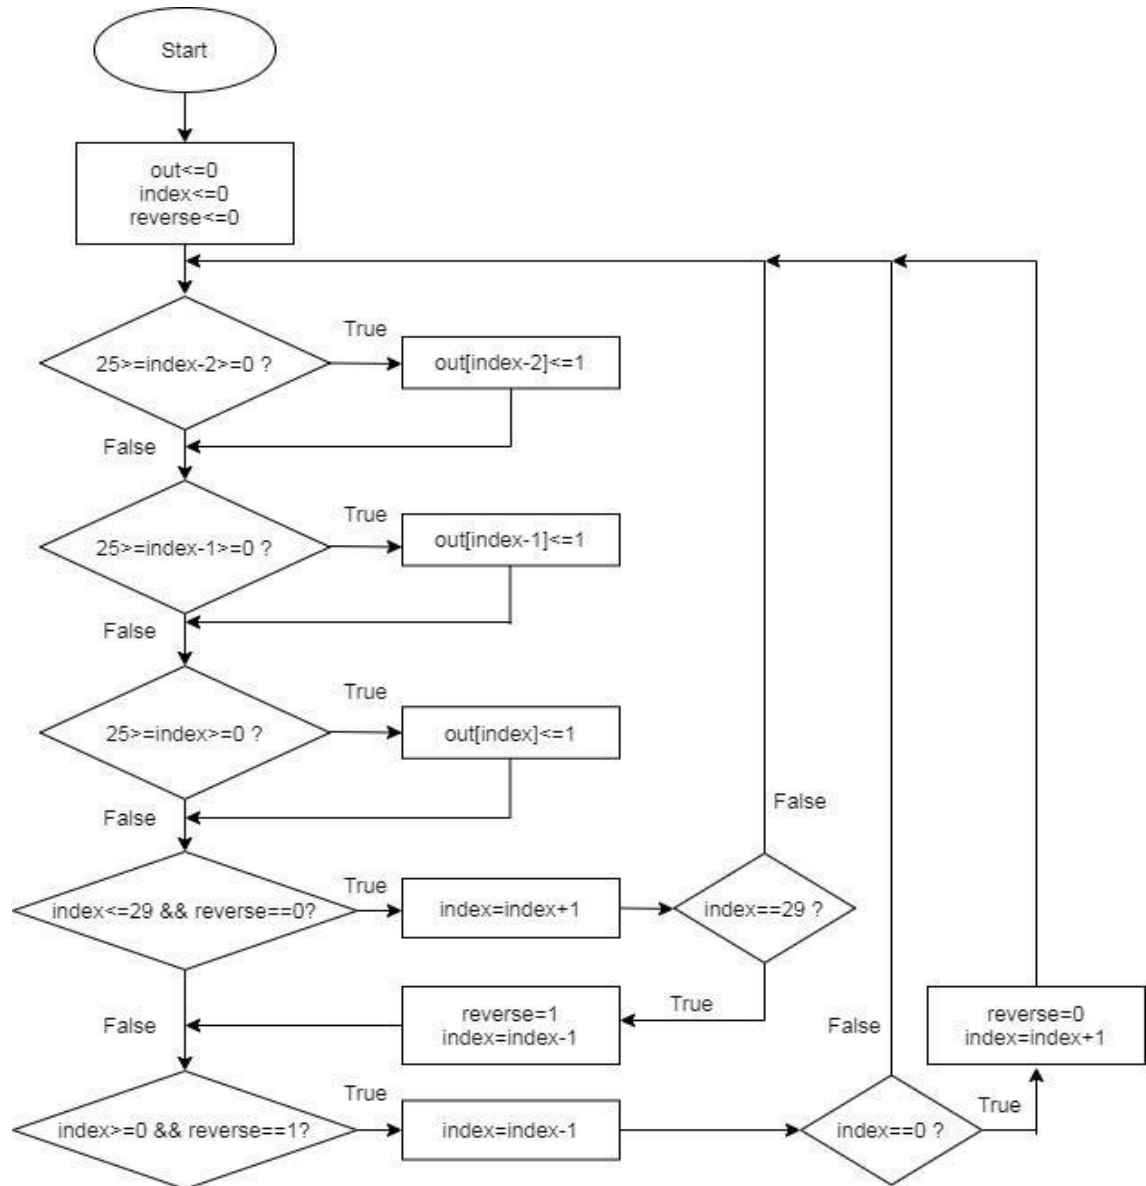 Start
out<=0
index<=0
reverse<=0
25>=index-2>=0 ?
True
out[index-2]<=1
False
25>=index-1>=0 ?
True
out[index-1]<=1
False
25>=index>=0 ?
True
out[index]<=1
False
index<=29 && reverse==0?
True
index=index+1
index==29 ?
False
True
reverse=1
index=index-1
False
index>=0 && reverse==1?
True
index=index-1
index==0 ?
False
True
reverse=0
index=index+1